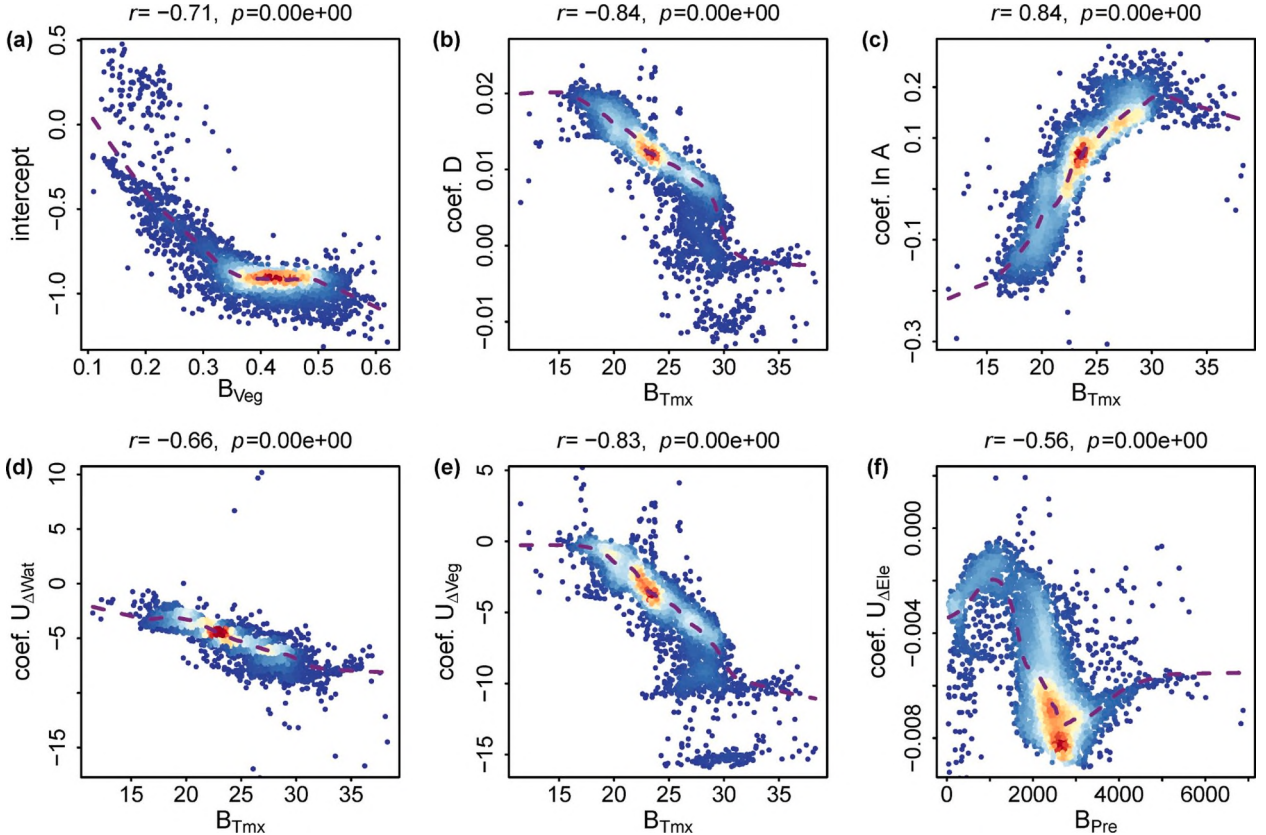 r= −0.71, p=0.00e+00
(a)
0.5
0.0
−0.5
−1.0
intercept
0.1 0.2 0.3 0.4 0.5 0.6
BVeg
r= −0.84, p=0.00e+00
(b)
0.02
0.01
0.00
−0.01
coef. D
15 20 25 30 35
BTmx
r= 0.84, p=0.00e+00
(c)
0.2
0.1
−0.1
−0.3
coef. ln A
15 20 25 30 35
BTmx
r= −0.66, p=0.00e+00
(d)
10
5
0
−5
−15
coef. UΔWat
15 20 25 30 35
BTmx
r= −0.83, p=0.00e+00
(e)
5
0
−5
−10
−15
coef. UΔVeg
15 20 25 30 35
BTmx
r= −0.56, p=0.00e+00
(f)
0.000
−0.004
−0.008
coef. UΔEle
0 2000 4000 6000
BPre